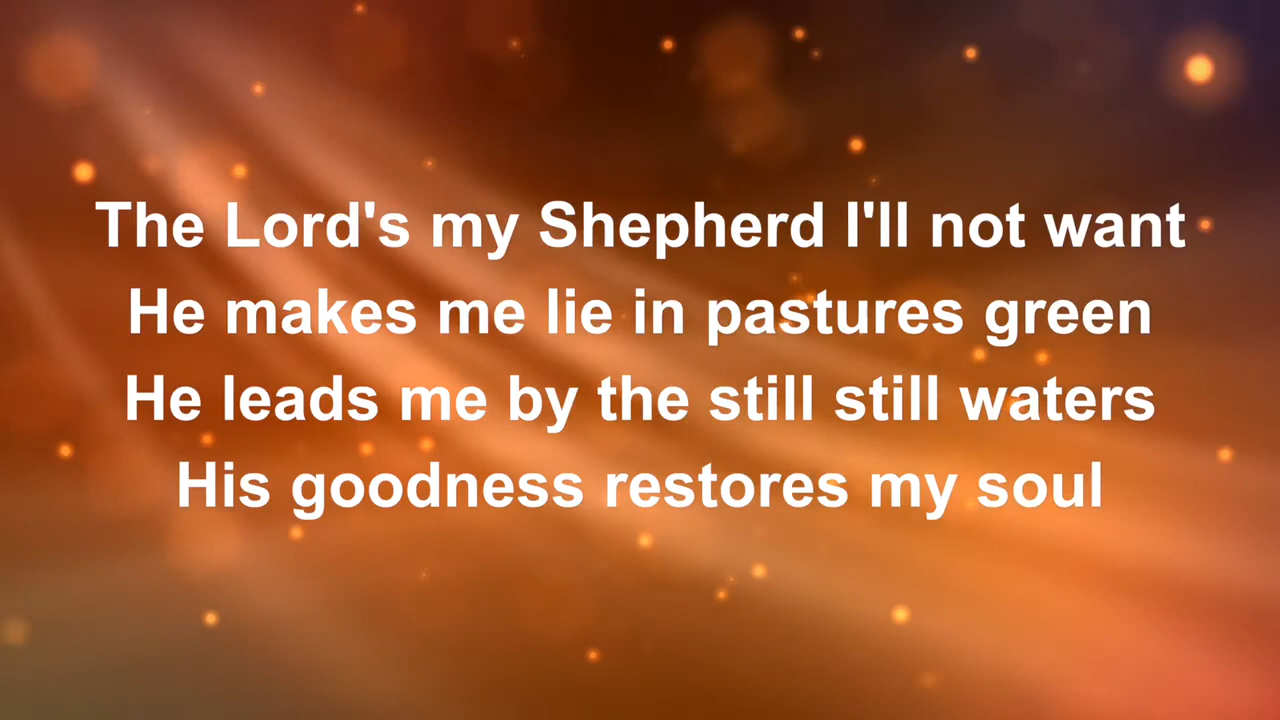 The Lord's my Shepherd I'll not want
He makes me lie in pastures green
He leads me by the still still waters
His goodness restores my soul